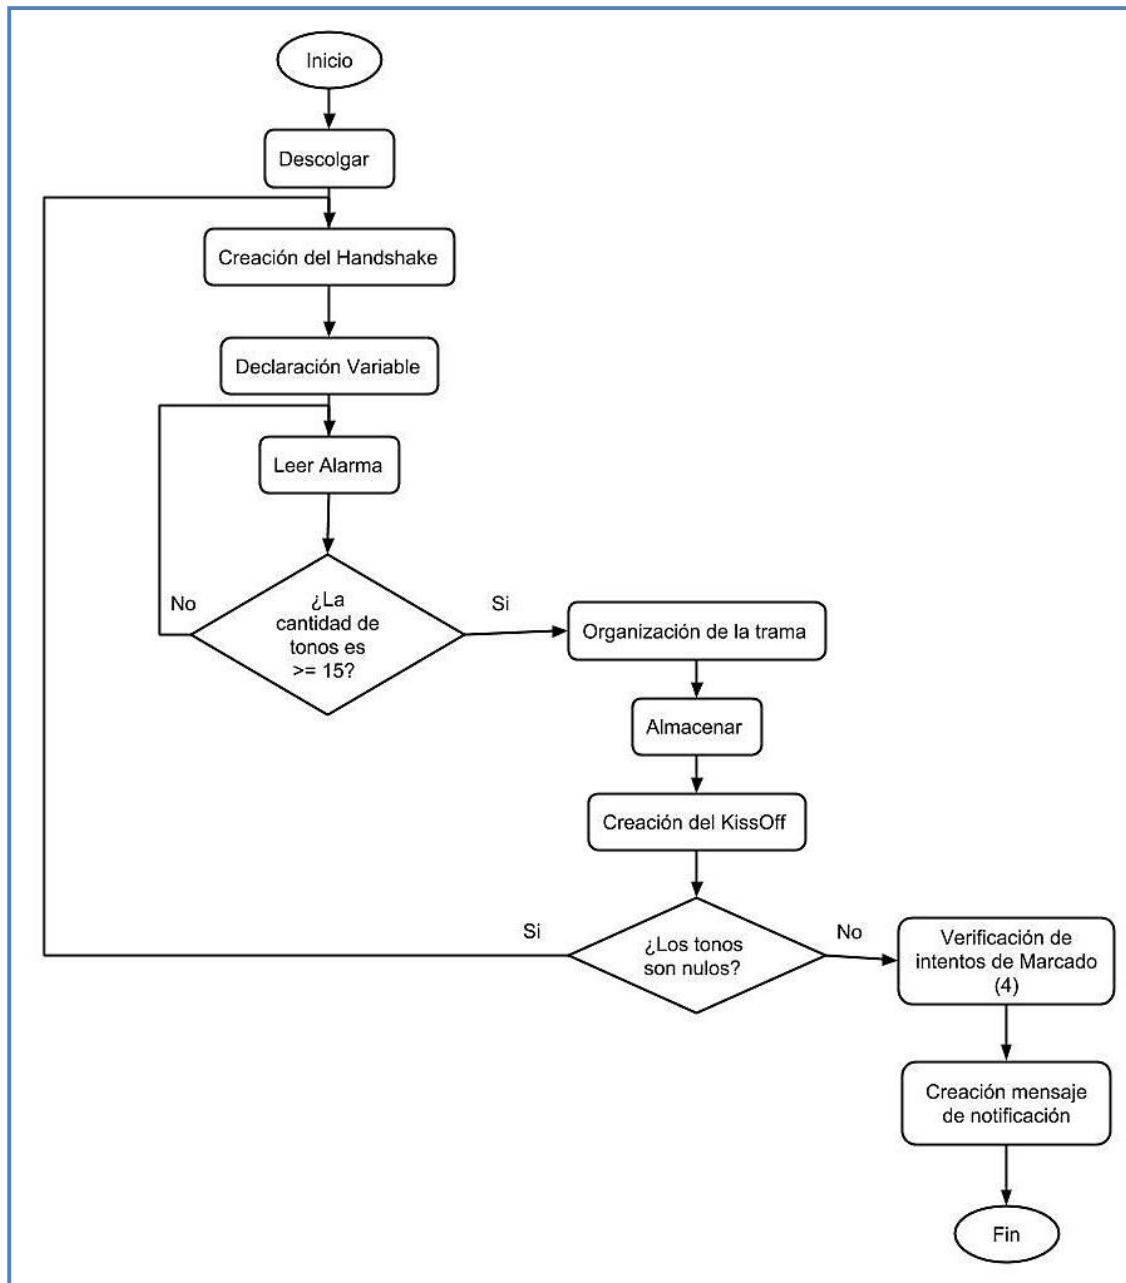 Inicio
Descolgar
Creación del Handshake
Declaración Variable
Leer Alarma
¿La
cantidad de
tonos es
>= 15?
No
Si
Organización de la trama
Almacenar
Creación del KissOff
¿Los tonos
son nulos?
Si
No
Verificación de
intentos de Marcado
(4)
Creación mensaje
de notificación
Fin